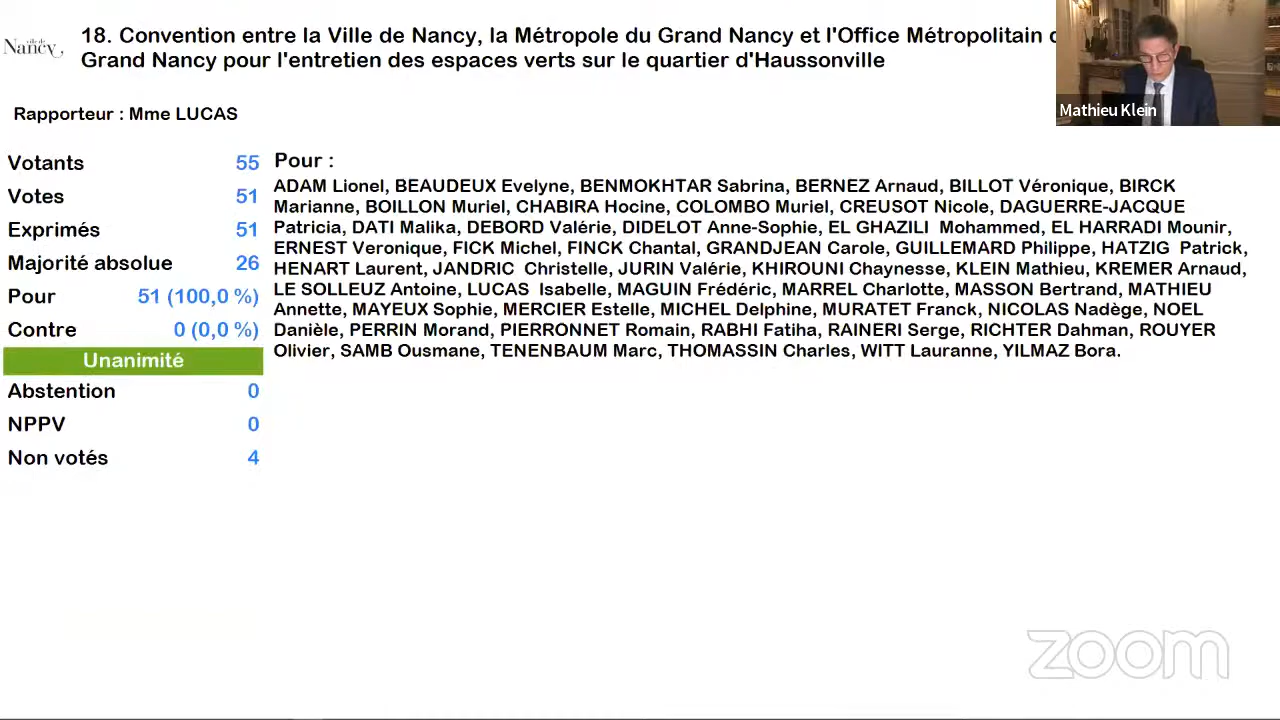 ville de
Nancy
18. Convention entre la Ville de Nancy, la Métropole du Grand Nancy et l'Office Métropolitain
Grand Nancy pour l'entretien des espaces verts sur le quartier d'Haussonville
Mathieu Klein
Rapporteur : Mme LUCAS
Votants 55
Votes 51
Exprimés 51
Majorité absolue 26
Pour 51 (100,0 %)
Contre 0 (0,0 %)
Unanimité
Abstention 0
NPPV 0
Non votés 4
Pour :
ADAM Lionel, BEAUDEUX Evelyne, BENMOKHTAR Sabrina, BERNEZ Arnaud, BILLOT Véronique, BIRCK
Marianne, BOILLON Muriel, CHABIRA Hocine, COLOMBO Muriel, CREUSOT Nicole, DAGUERRE-JACQUE
Patricia, DATI Malika, DEBORD Valérie, DIDELOT Anne-Sophie, EL GHAZILI  Mohammed, EL HARRADI Mounir,
ERNEST Veronique, FICK Michel, FINCK Chantal, GRANDJEAN Carole, GUILLEMARD Philippe, HATZIG  Patrick,
HENART Laurent, JANDRIC  Christelle, JURIN Valérie, KHIROUNI Chaynesse, KLEIN Mathieu, KREMER Arnaud,
LE SOLLEUZ Antoine, LUCAS  Isabelle, MAGUIN Frédéric, MARREL Charlotte, MASSON Bertrand, MATHIEU
Annette, MAYEUX Sophie, MERCIER Estelle, MICHEL Delphine, MURATET Franck, NICOLAS Nadège, NOEL
Danièle, PERRIN Morand, PIERRONNET Romain, RABHI Fatiha, RAINERI Serge, RICHTER Dahman, ROUYER
Olivier, SAMB Ousmane, TENENBAUM Marc, THOMASSIN Charles, WITT Lauranne, YILMAZ Bora.
zoom